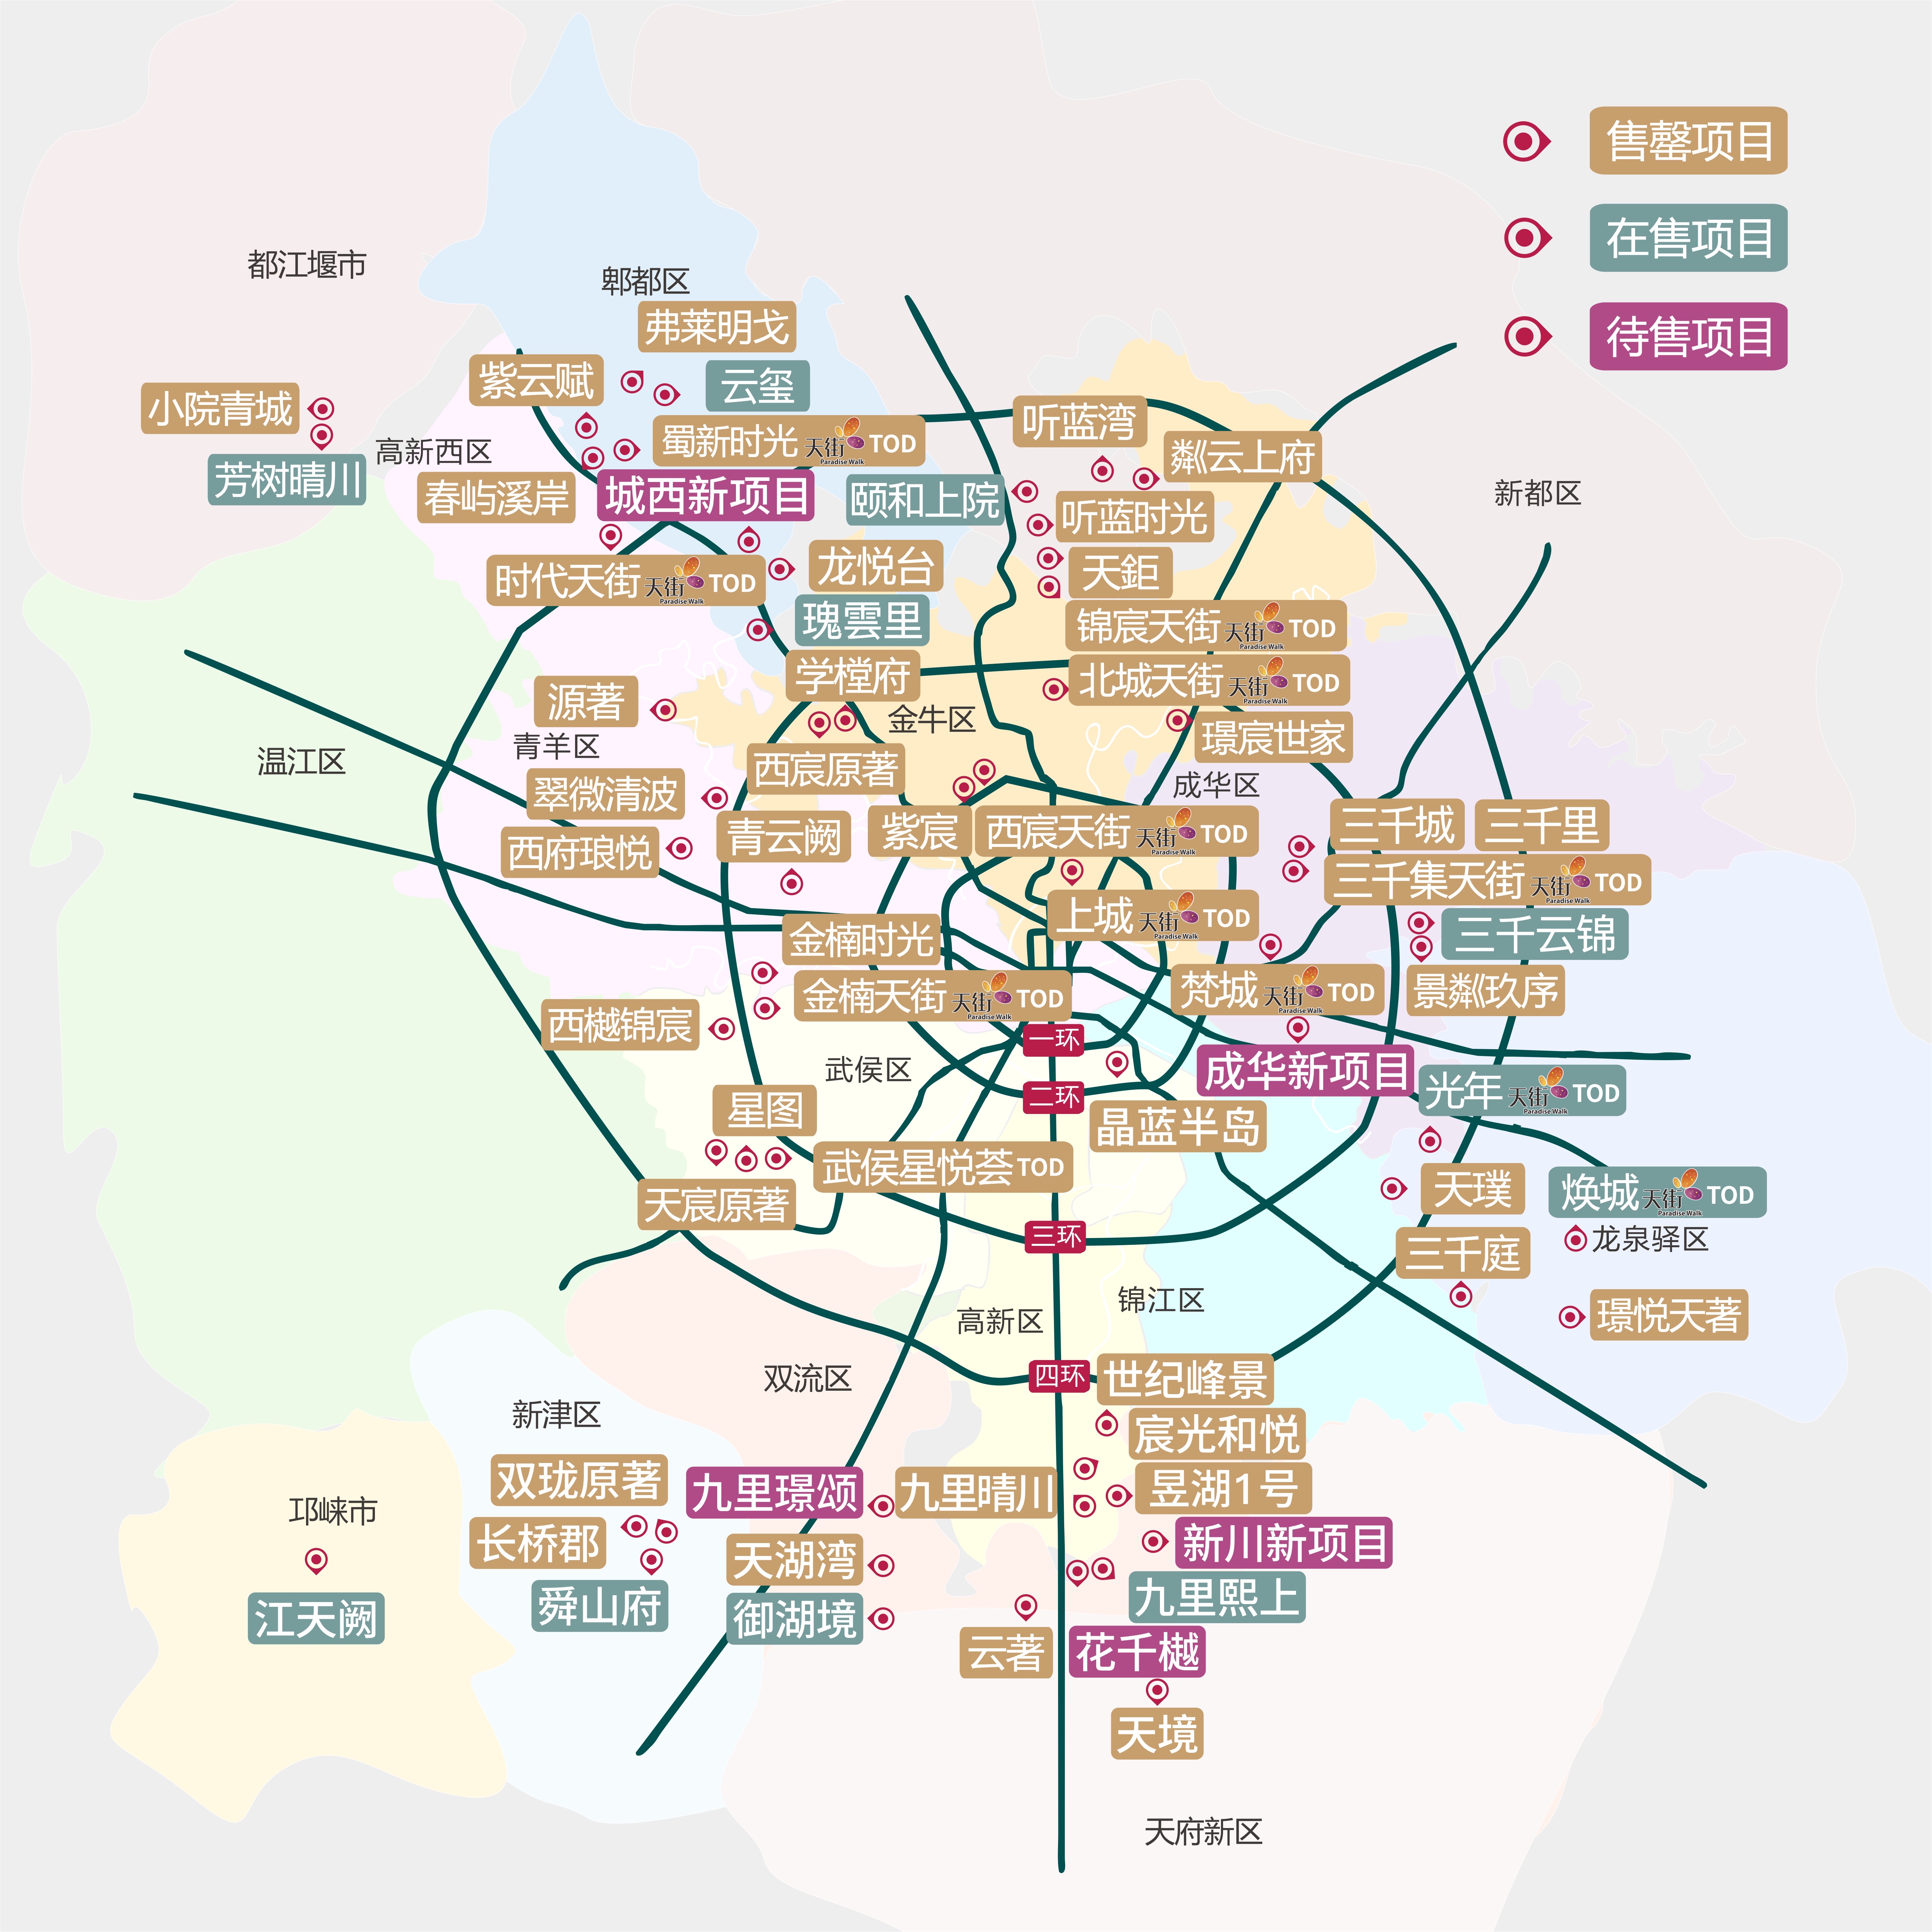 售罄项目
在售项目
待售项目
都江堰市
郫都区
弗莱明戈
紫云赋
云玺
小院青城
芳树晴川
高新西区
蜀新时光 天街 Paradise Walk TOD
听蓝湾
粼云上府
春屿溪岸
城西新项目
颐和上院
听蓝时光
新都区
时代天街 天街 Paradise Walk TOD
龙悦台
天鉅
瑰雲里
锦宸天街 天街 Paradise Walk TOD
学樘府
北城天街 天街 Paradise Walk TOD
源著
金牛区
璟宸世家
青羊区
温江区
西宸原著
成华区
翠微清波
青云阙
紫宸
西宸天街 天街 Paradise Walk TOD
三千城
三千里
西府琅悦
三千集天街 天街 Paradise Walk TOD
上城 天街 Paradise Walk TOD
三千云锦
金楠时光
金楠天街 天街 Paradise Walk TOD
梵城 天街 Paradise Walk TOD
景粼玖序
西樾锦宸
一环
武侯区
成华新项目
二环
光年 天街 Paradise Walk TOD
星图
晶蓝半岛
武侯星悦荟 TOD
天璞
焕城 天街 Paradise Walk TOD
天宸原著
三环
三千庭
龙泉驿区
高新区
锦江区
璟悦天著
双流区
四环
世纪峰景
新津区
宸光和悦
双珑原著
九里璟颂
九里晴川
昱湖1号
邛崃市
长桥郡
天湖湾
新川新项目
江天阙
舜山府
御湖境
九里熙上
云著
花千樾
天境
天府新区